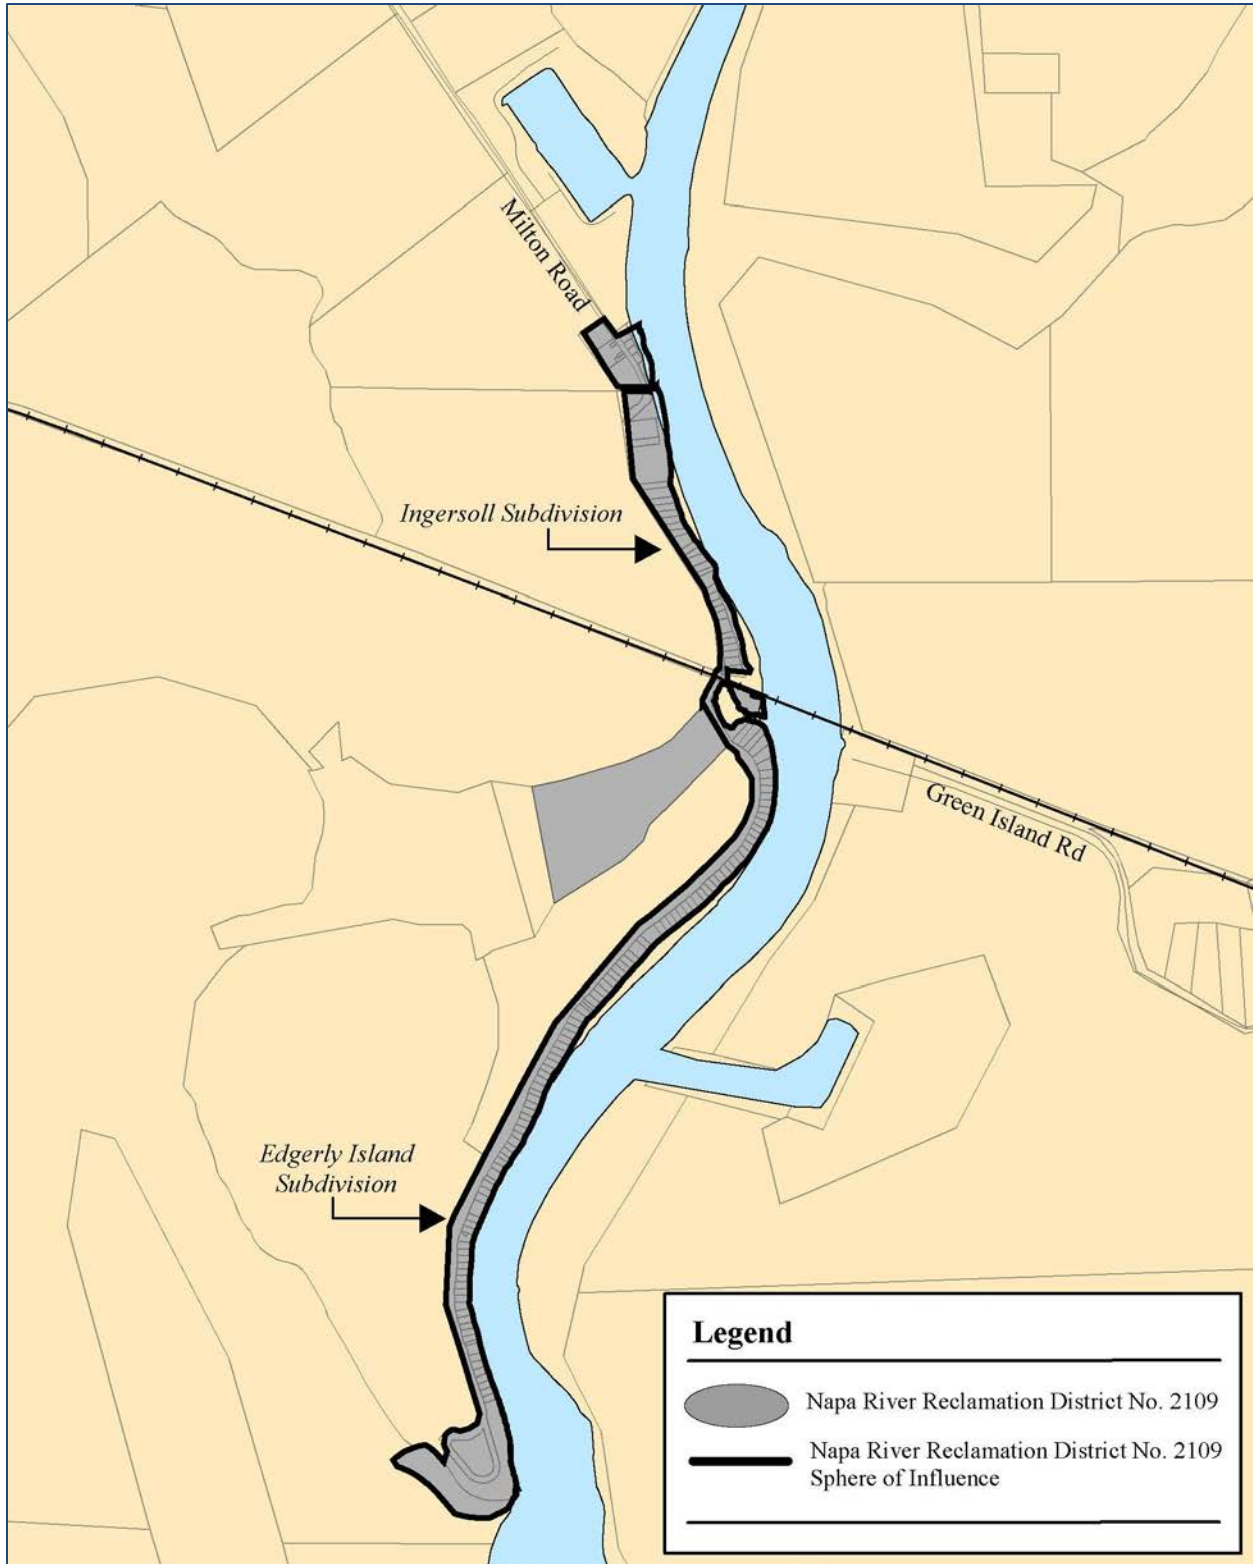 Milton Road
Ingersoll Subdivision
Green Island Rd
Edgerly Island
Subdivision
Legend
Napa River Reclamation District No. 2109
Napa River Reclamation District No. 2109
Sphere of Influence